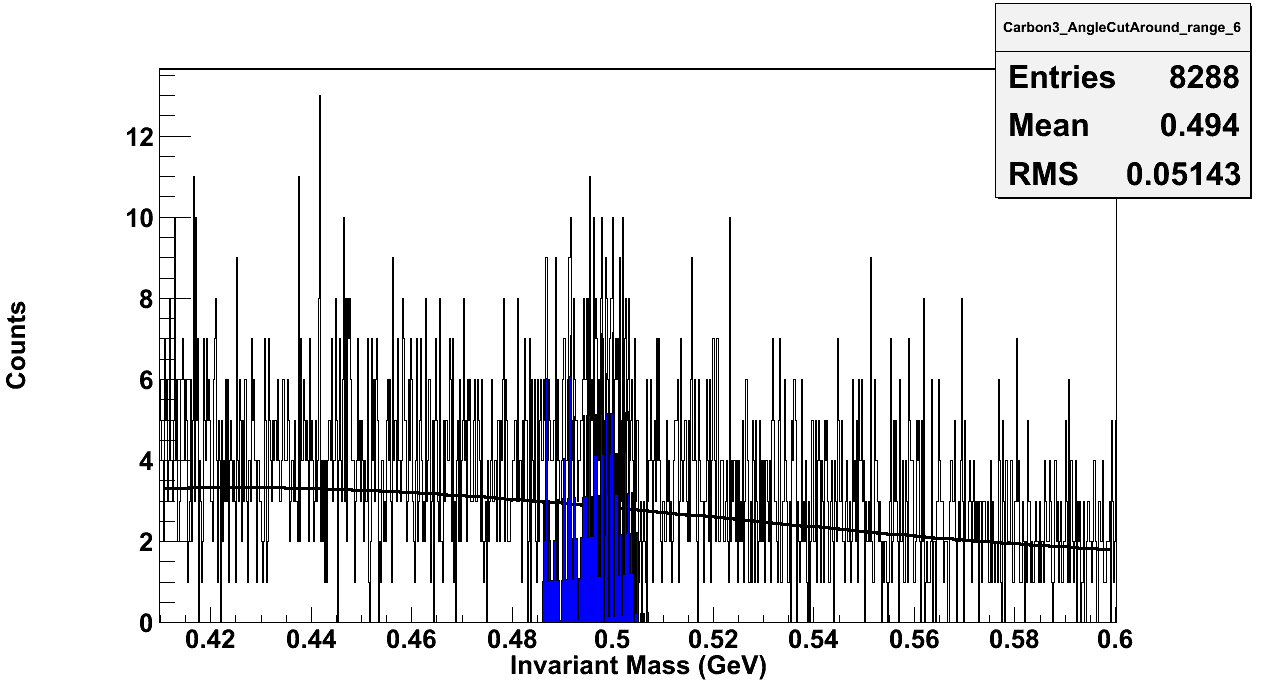 Carbon3_AngleCutAround_range_6
Entries 8288
Mean 0.494
RMS 0.05143
Counts
12
10
8
6
4
2
0
0.42 0.44 0.46 0.48 0.5 0.52 0.54 0.56 0.58 0.6
Invariant Mass (GeV)